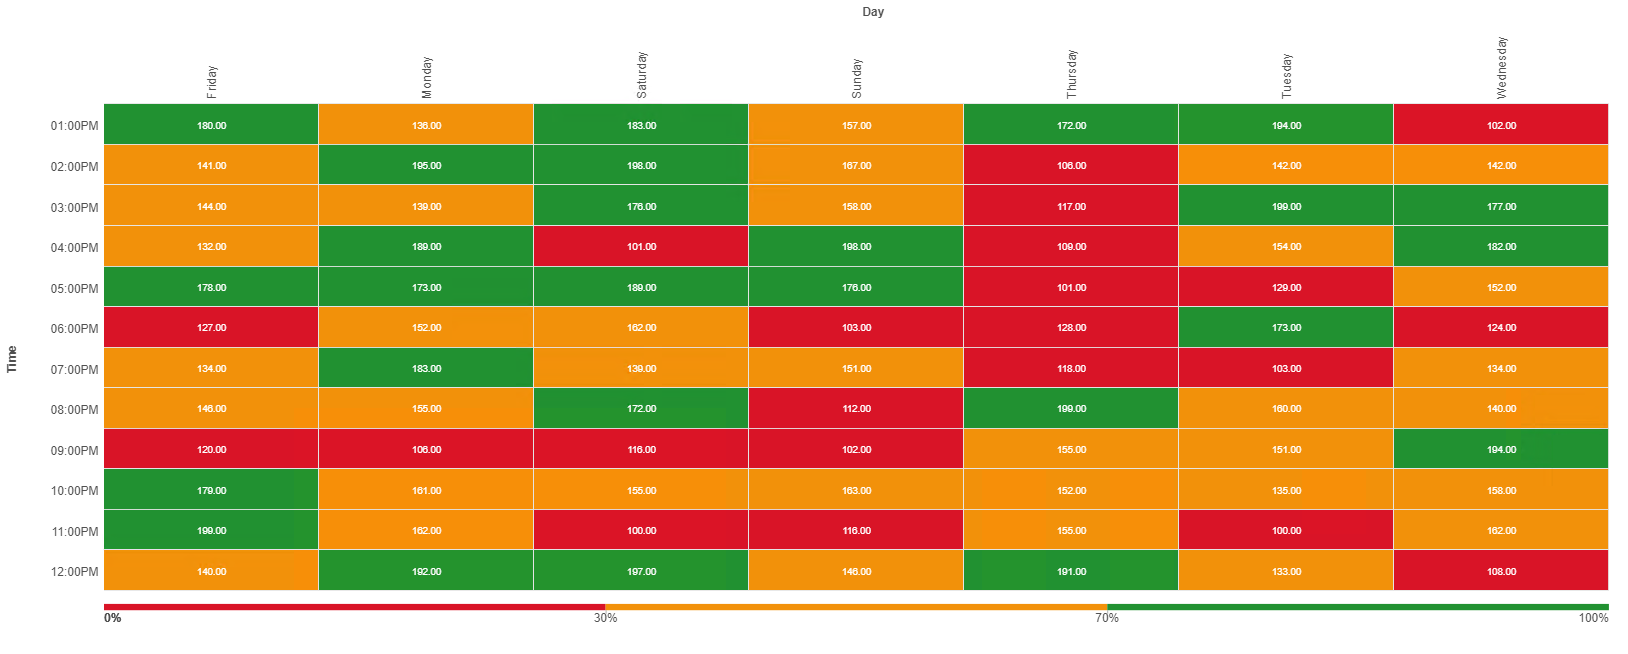 Day
Friday Monday Saturday Sunday Thursday Tuesday Wednesday
01:00PM 180.00 136.00 183.00 157.00 172.00 194.00 102.00
02:00PM 141.00 195.00 198.00 167.00 106.00 142.00 142.00
03:00PM 144.00 139.00 176.00 158.00 117.00 199.00 177.00
04:00PM 132.00 189.00 101.00 198.00 109.00 154.00 182.00
05:00PM 178.00 173.00 189.00 176.00 101.00 129.00 152.00
06:00PM 127.00 152.00 162.00 103.00 128.00 173.00 124.00
Time
07:00PM 134.00 183.00 139.00 151.00 118.00 103.00 134.00
08:00PM 146.00 155.00 172.00 112.00 199.00 160.00 140.00
09:00PM 120.00 106.00 116.00 102.00 155.00 151.00 194.00
10:00PM 179.00 161.00 155.00 163.00 152.00 135.00 158.00
11:00PM 199.00 162.00 100.00 116.00 155.00 100.00 162.00
12:00PM 140.00 192.00 197.00 146.00 191.00 133.00 108.00
0% 30% 70% 100%